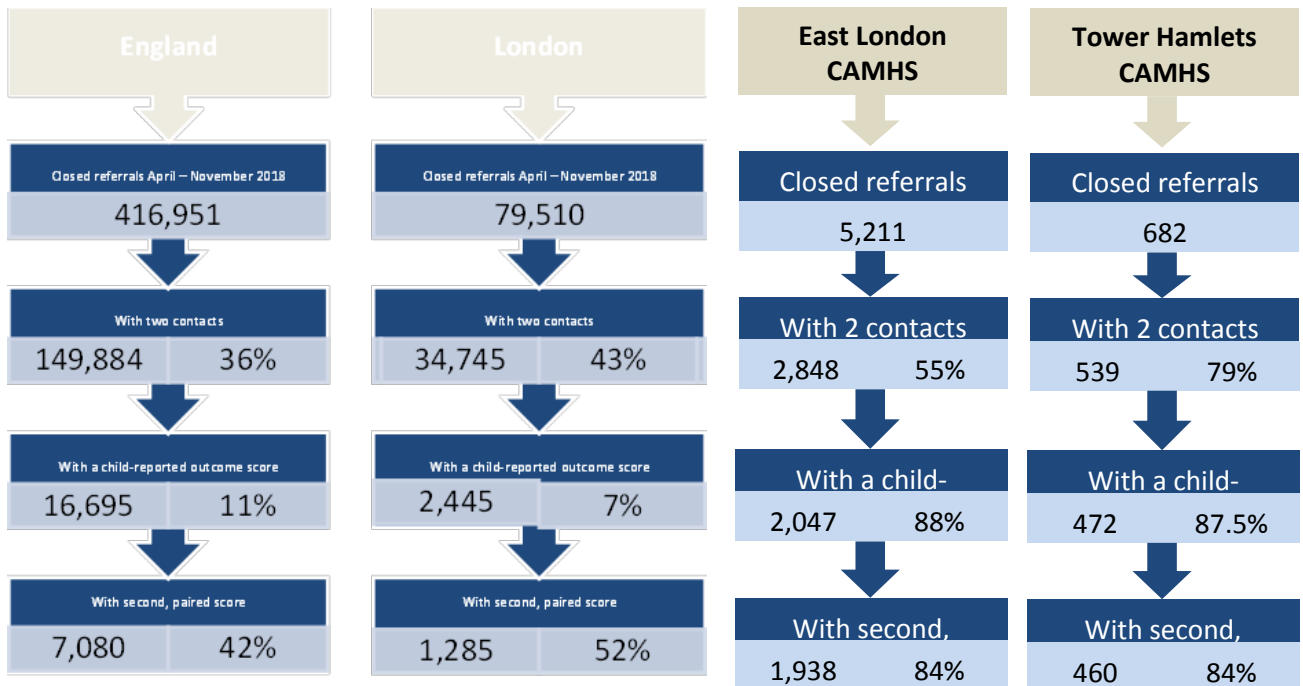 England
Closed referrals April – November 2018
416,951
With two contacts
149,884 36%
With a child-reported outcome score
16,695 11%
With second, paired score
7,080 42%
London
Closed referrals April – November 2018
79,510
With two contacts
34,745 43%
With a child-reported outcome score
2,445 7%
With second, paired score
1,285 52%
East London
CAMHS
Closed referrals
5,211
With 2 contacts
2,848 55%
With a child-
2,047 88%
With second,
1,938 84%
Tower Hamlets
CAMHS
Closed referrals
682
With 2 contacts
539 79%
With a child-
472 87.5%
With second,
460 84%